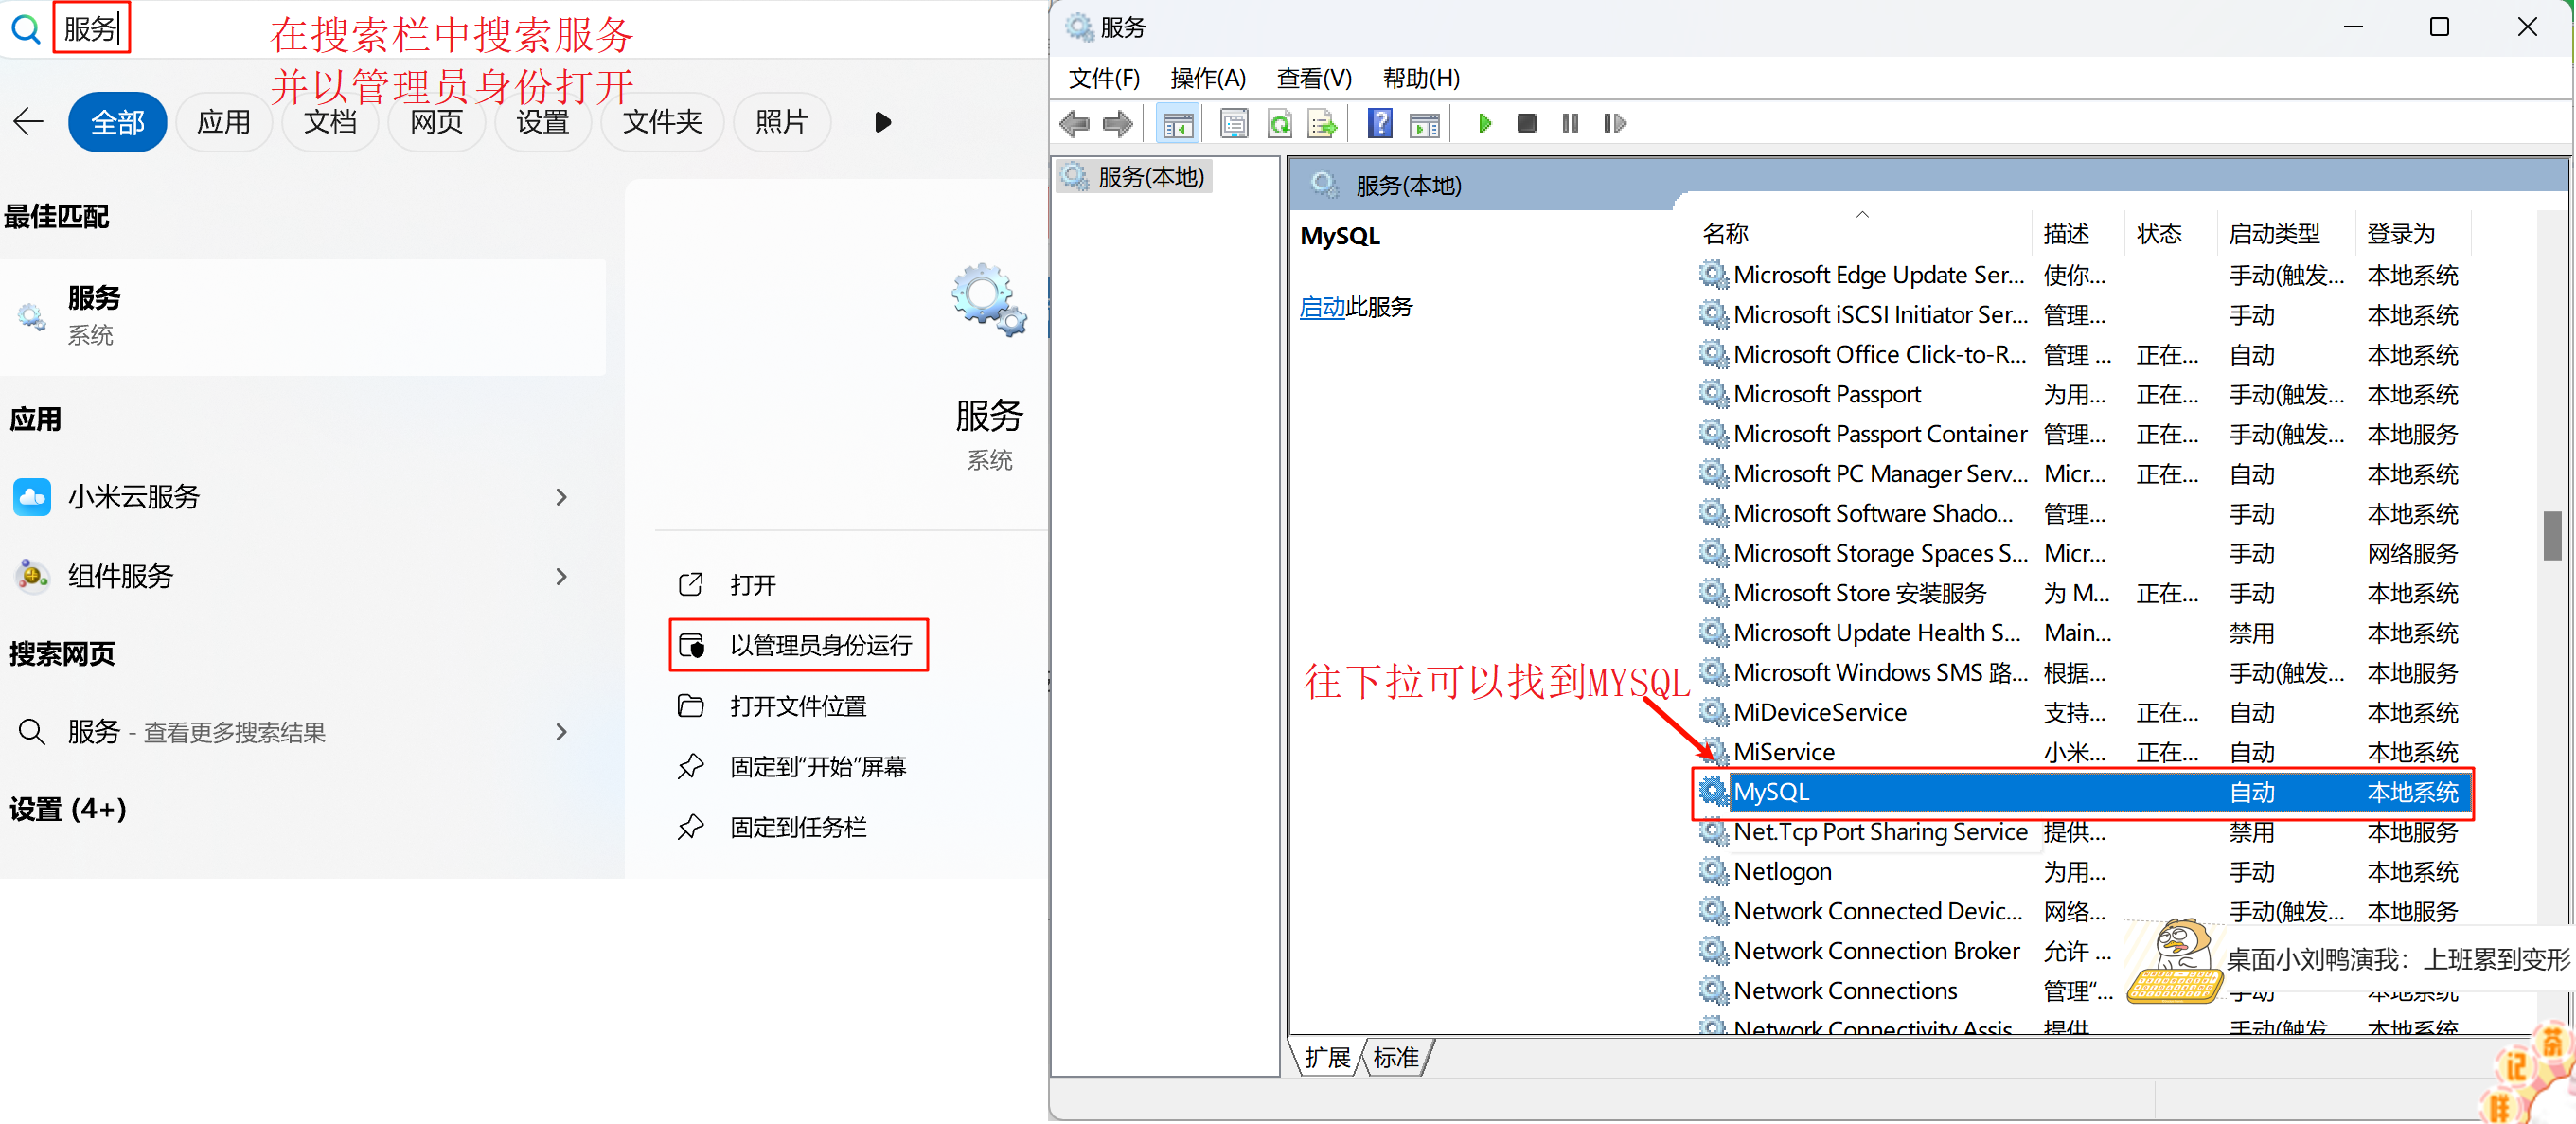 服务
在搜索栏中搜索服务
并以管理员身份打开
全部 应用 文档 网页 设置 文件夹 照片
最佳匹配
服务
系统
应用
小米云服务
组件服务
搜索网页
服务 - 查看更多搜索结果
设置 (4+)
服务
系统
打开
以管理员身份运行
打开文件位置
固定到“开始”屏幕
固定到任务栏
服务
文件(F) 操作(A) 查看(V) 帮助(H)
服务(本地)
服务(本地)
MySQL
启动此服务
往下拉可以找到MYSQL
名称 描述 状态 启动类型 登录为
Microsoft Edge Update Ser... 使你... 手动(触发... 本地系统
Microsoft iSCSI Initiator Ser... 管理... 手动 本地系统
Microsoft Office Click-to-R... 管理 ... 正在... 自动 本地系统
Microsoft Passport 为用... 正在... 手动(触发... 本地系统
Microsoft Passport Container 管理... 正在... 手动(触发... 本地服务
Microsoft PC Manager Serv... Micr... 正在... 自动 本地系统
Microsoft Software Shado... 管理... 手动 本地系统
Microsoft Storage Spaces S... Micr... 手动 网络服务
Microsoft Store 安装服务 为 M... 正在... 手动 本地系统
Microsoft Update Health S... Main... 禁用 本地系统
Microsoft Windows SMS 路... 根据... 手动(触发... 本地服务
MiDeviceService 支持... 正在... 自动 本地系统
MiService 小米... 正在... 自动 本地系统
MySQL 自动 本地系统
Net.Tcp Port Sharing Service 提供... 禁用 本地服务
Netlogon 为用... 手动 本地系统
Network Connected Devic... 网络... 手动(触发... 本地服务
Network Connection Broker 允许 ...
桌面小刘鸭演我：上班累到变形
Network Connections 管理“... 手动 本地系统
Network Connectivity Assis 提供 手动(触发 本地系统
扩展 标准
茶
记
咩